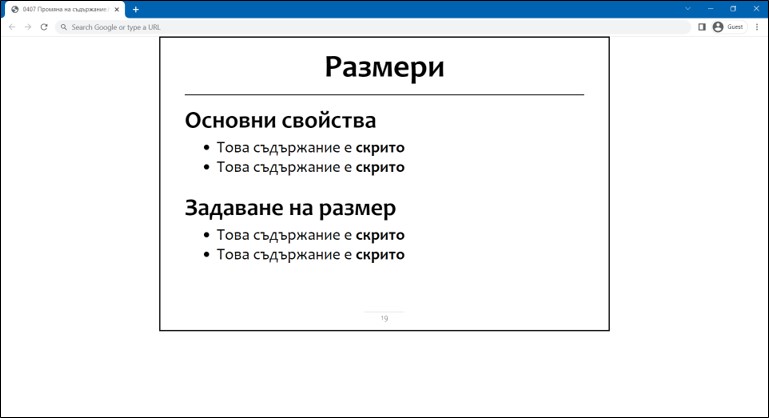 0407 Промяна на съдържание
Search Google or type a URL
Guest
Размери
Основни свойства
Това съдържание е скрито
Това съдържание е скрито
Задаване на размер
Това съдържание е скрито
Това съдържание е скрито
19